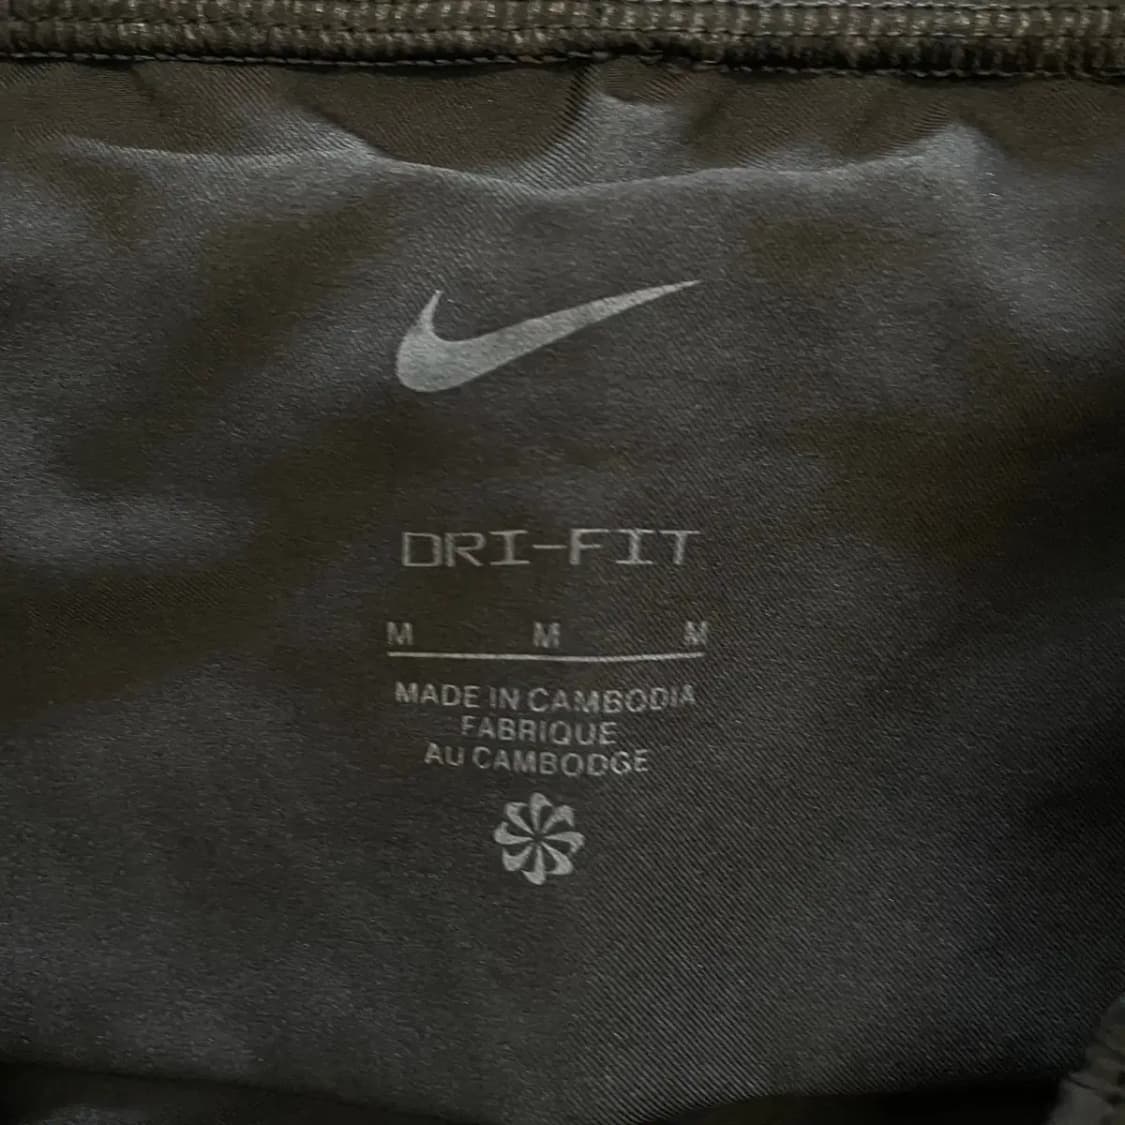 DRI-FIT
M M M
MADE IN CAMBODIA
FABRIQUE
AU CAMBODGE